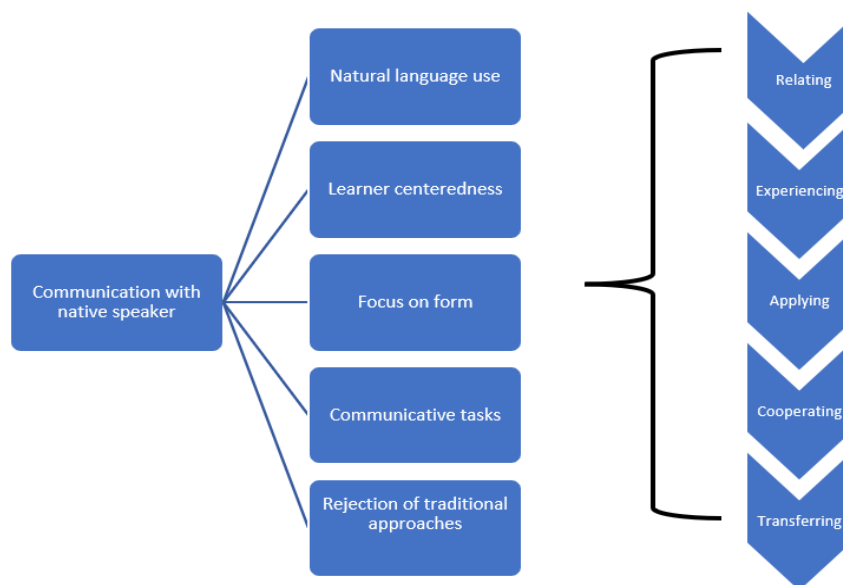 Natural language use
Learner centeredness
Communication with
native speaker
Focus on form
Communicative tasks
Rejection of traditional
approaches
Relating
Experiencing
Applying
Cooperating
Transferring